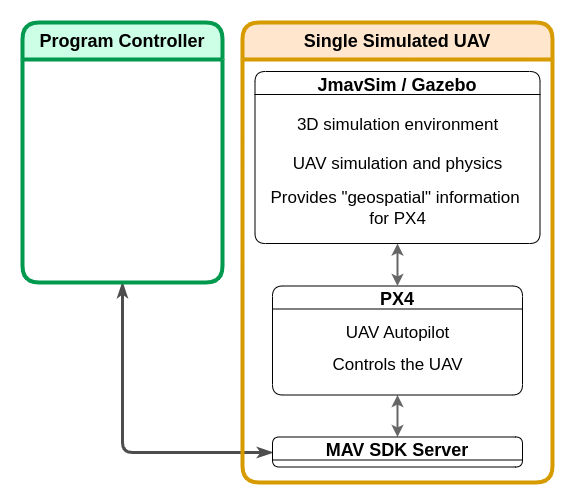 Program Controller
Single Simulated UAV
JmavSim / Gazebo
3D simulation environment
UAV simulation and physics
Provides "geospatial" information
for PX4
PX4
UAV Autopilot
Controls the UAV
MAV SDK Server